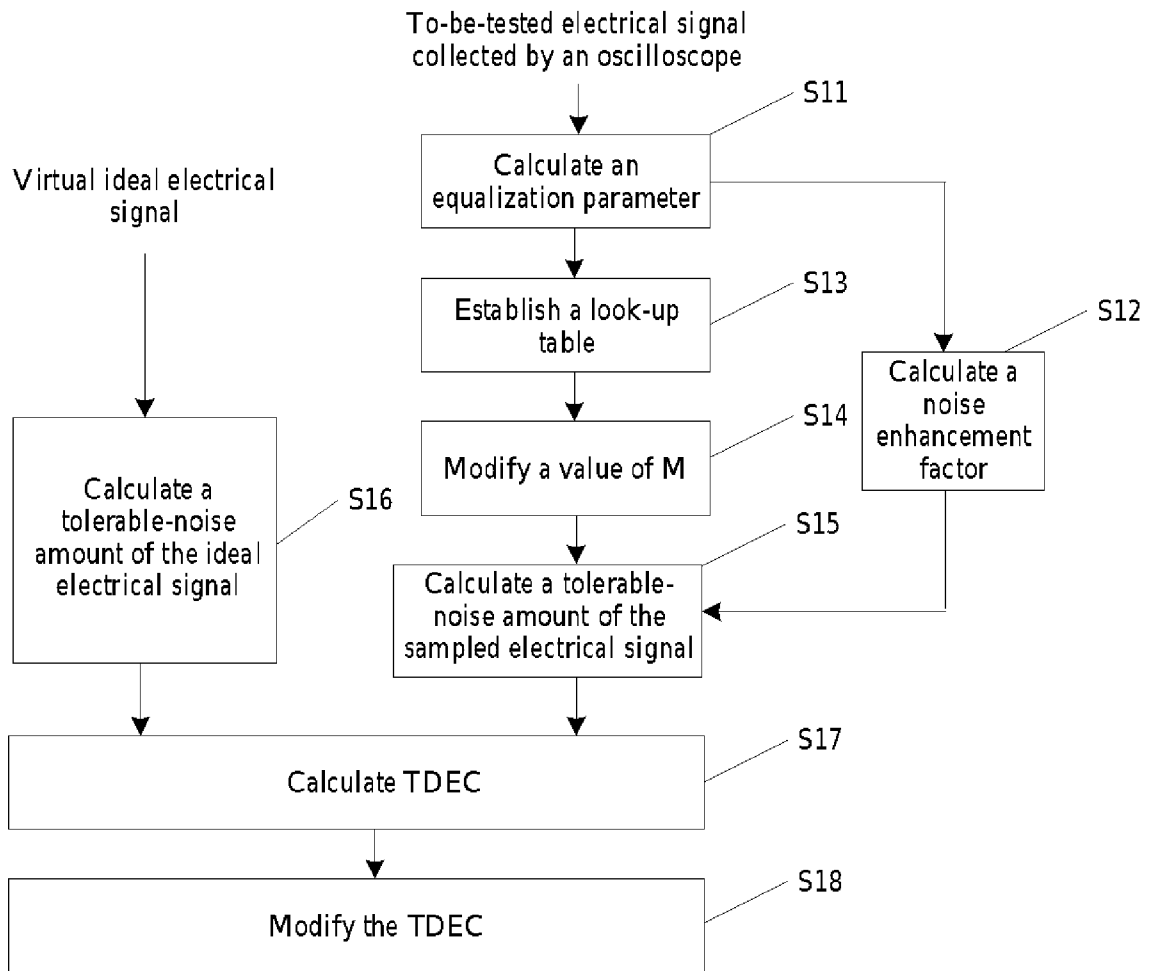 To-be-tested electrical signal
collected by an oscilloscope
S11
Calculate an
equalization parameter
Virtual ideal electrical
signal
S13
Establish a look-up
table
S12
Calculate a
noise
enhancement
factor
S14
Modify a value of M
Calculate a
tolerable-noise
amount of the ideal
electrical signal
S16
S15
Calculate a tolerable-
noise amount of the
sampled electrical signal
S17
Calculate TDEC
S18
Modify the TDEC